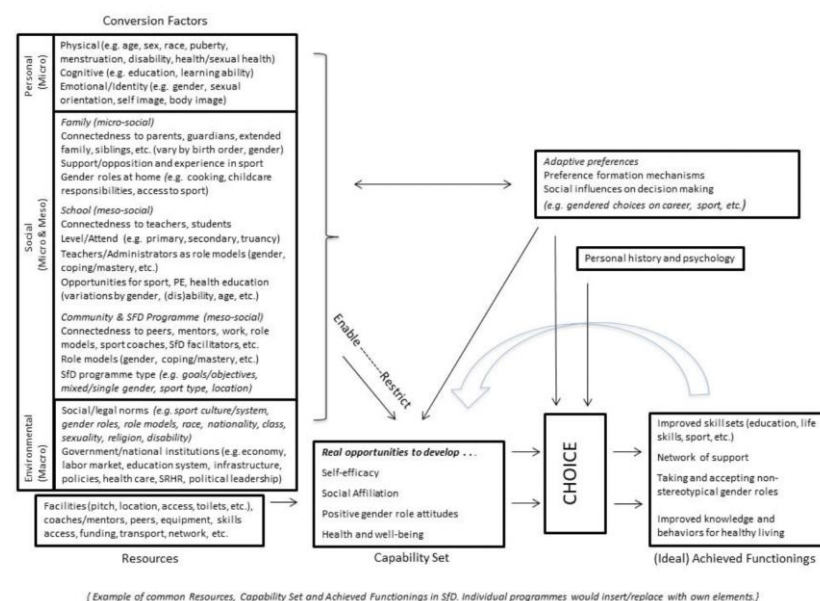 Conversion Factors
Personal
(Micro)
Physical (e.g. age, sex, race, puberty,
menstruation, disability, health/sexual health)
Cognitive (e.g. education, learning ability)
Emotional/Identity (e.g. gender, sexual
orientation, self image, body image)
Social
(Micro & Meso)
Family (micro-social)
Connectedness to parents, guardians, extended
family, siblings, etc. (vary by birth order, gender)
Support/opposition and experience in sport
Gender roles at home (e.g. cooking, childcare
responsibilities, access to sport)
School (meso-social)
Connectedness to teachers, students
Level/Attend (e.g. primary, secondary, truancy)
Teachers/Administrators as role models (gender,
coping/mastery, etc.)
Opportunities for sport, PE, health education
(variations by gender, (dis)ability, age, etc.)
Community & SFD Programme (meso-social)
Connectedness to peers, mentors, work, role
models, sport coaches, SfD facilitators, etc.
Role models (gender, coping/mastery, etc.)
SfD programme type (e.g. goals/objectives,
mixed/single gender, sport type, location)
Environmental
(Macro)
Social/legal norms (e.g. sport culture/system,
gender roles, role models, race, nationality, class,
sexuality, religion, disability)
Government/national institutions (e.g. economy,
labor market, education system, infrastructure,
policies, health care, SRHR, political leadership)
Facilities (pitch, location, access, toilets, etc.),
coaches/mentors, peers, equipment, skills
access, funding, transport, network, etc.
Resources
Enable ---------Restrict
Adaptive preferences
Preference formation mechanisms
Social influences on decision making
(e.g. gendered choices on career, sport, etc.)
Personal history and psychology
Real opportunities to develop . . .
Self-efficacy
Social Affiliation
Positive gender role attitudes
Health and well-being
Capability Set
CHOICE
Improved skill sets (education, life
skills, sport, etc.)
Network of support
Taking and accepting non-
stereotypical gender roles
Improved knowledge and
behaviors for healthy living
(Ideal) Achieved Functionings
{ Example of common Resources, Capability Set and Achieved Functionings in SfD. Individual programmes would insert/replace with own elements.}